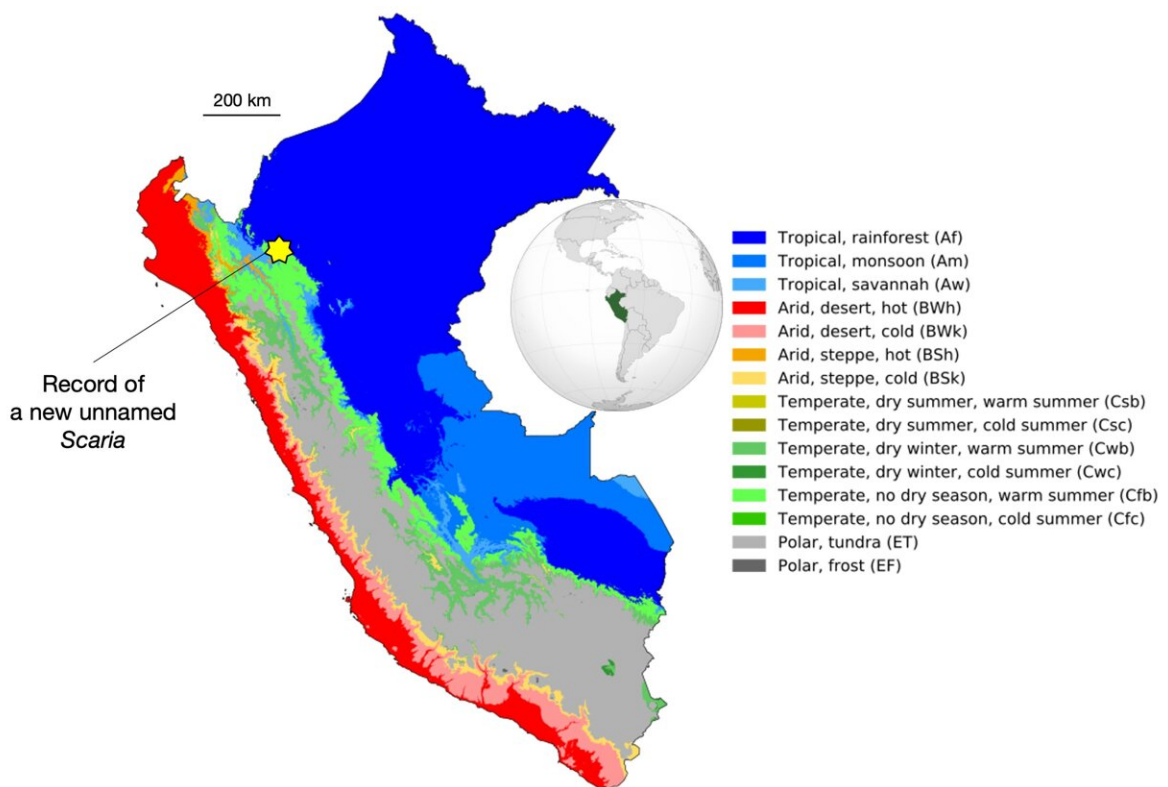 200 km
Record of
a new unnamed
Scaria
Tropical, rainforest (Af)
Tropical, monsoon (Am)
Tropical, savannah (Aw)
Arid, desert, hot (BWh)
Arid, desert, cold (BWk)
Arid, steppe, hot (BSh)
Arid, steppe, cold (BSk)
Temperate, dry summer, warm summer (Csb)
Temperate, dry summer, cold summer (Csc)
Temperate, dry winter, warm summer (Cwb)
Temperate, dry winter, cold summer (Cwc)
Temperate, no dry season, warm summer (Cfb)
Temperate, no dry season, cold summer (Cfc)
Polar, tundra (ET)
Polar, frost (EF)